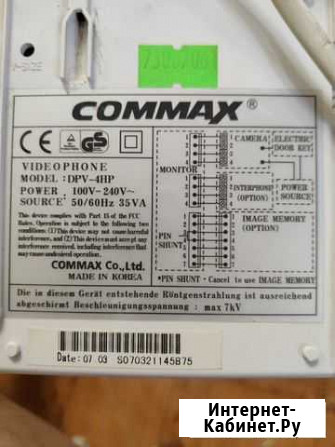 COMMAX®
CE
GS
VIDEOPHONE
MODEL : DPV-4HP
POWER : 100V-240V~
SOURCE : 50/60Hz 35VA
This device complies with Part 15 of the FCC
Rules. Operation is subject to the following two
conditions: (1) This device may not cause harmful
interference, and (2) This device must accept any
interference received, including interference that
may cause undesired operation.
COMMAX Co.,Ltd.
MADE IN KOREA
MONITOR
PIN
SHUNT
CAMERA
ELECTRIC
DOOR KEY
INTERPHONE
(OPTION)
POWER
SOURCE
IMAGE MEMORY
(OPTION)
*PIN SHUNT - Cancel to use IMAGE MEMORY
Die in diesem Gerät entstehende Röntgenstrahlung ist ausreichend
abgeschirmt Beschleunigungsspannung : max 7kV
Date: 07 03 S070321145B75
Интернет-
Кабинет.Ру